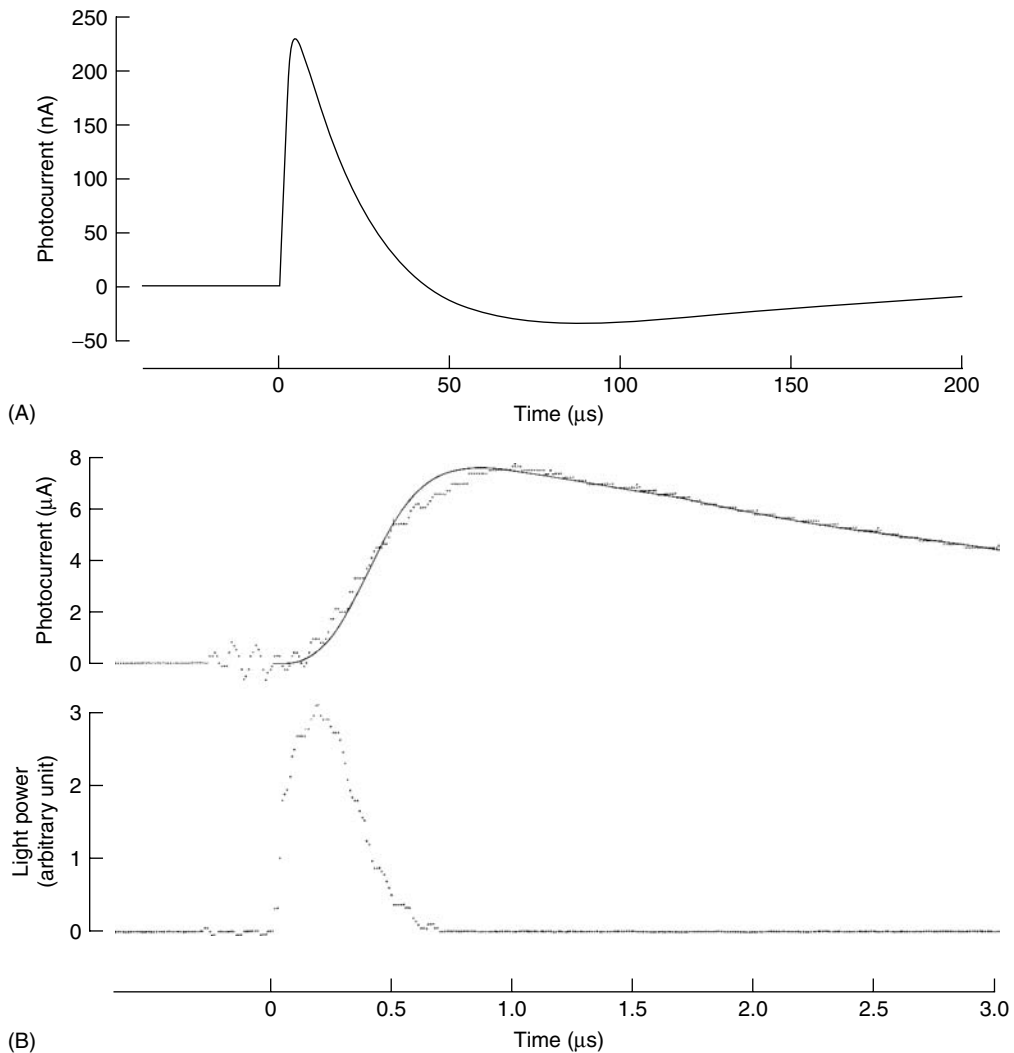 250
200
150
100
50
0
−50
Photocurrent (nA)
0 50 100 150 200
Time (μs)
(A)
8
6
4
2
0
Photocurrent (μA)
3
2
1
0
Light power
(arbitrary unit)
0 0.5 1.0 1.5 2.0 2.5 3.0
Time (μs)
(B)